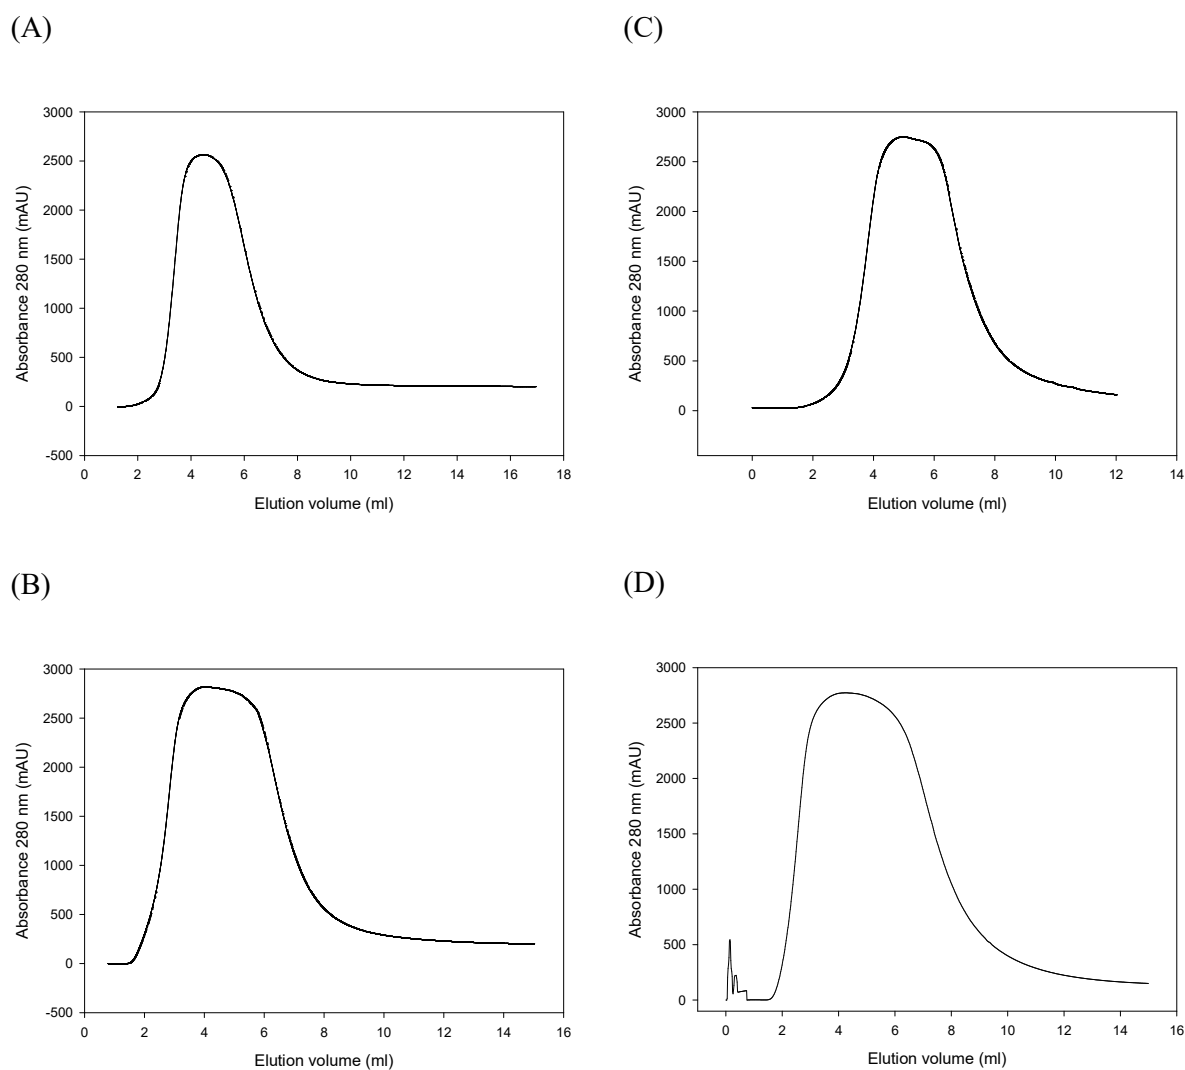 (A)
3000
2500
2000
1500
1000
500
0
-500
Absorbance 280 nm (mAU)
0 2 4 6 8 10 12 14 16 18
Elution volume (ml)
(C)
3000
2500
2000
1500
1000
500
0
Absorbance 280 nm (mAU)
0 2 4 6 8 10 12 14
Elution volume (ml)
(B)
3000
2500
2000
1500
1000
500
0
-500
Absorbance 280 nm (mAU)
0 2 4 6 8 10 12 14 16
Elution volume (ml)
(D)
3000
2500
2000
1500
1000
500
0
Absorbance 280 nm (mAU)
0 2 4 6 8 10 12 14 16
Elution volume (ml)